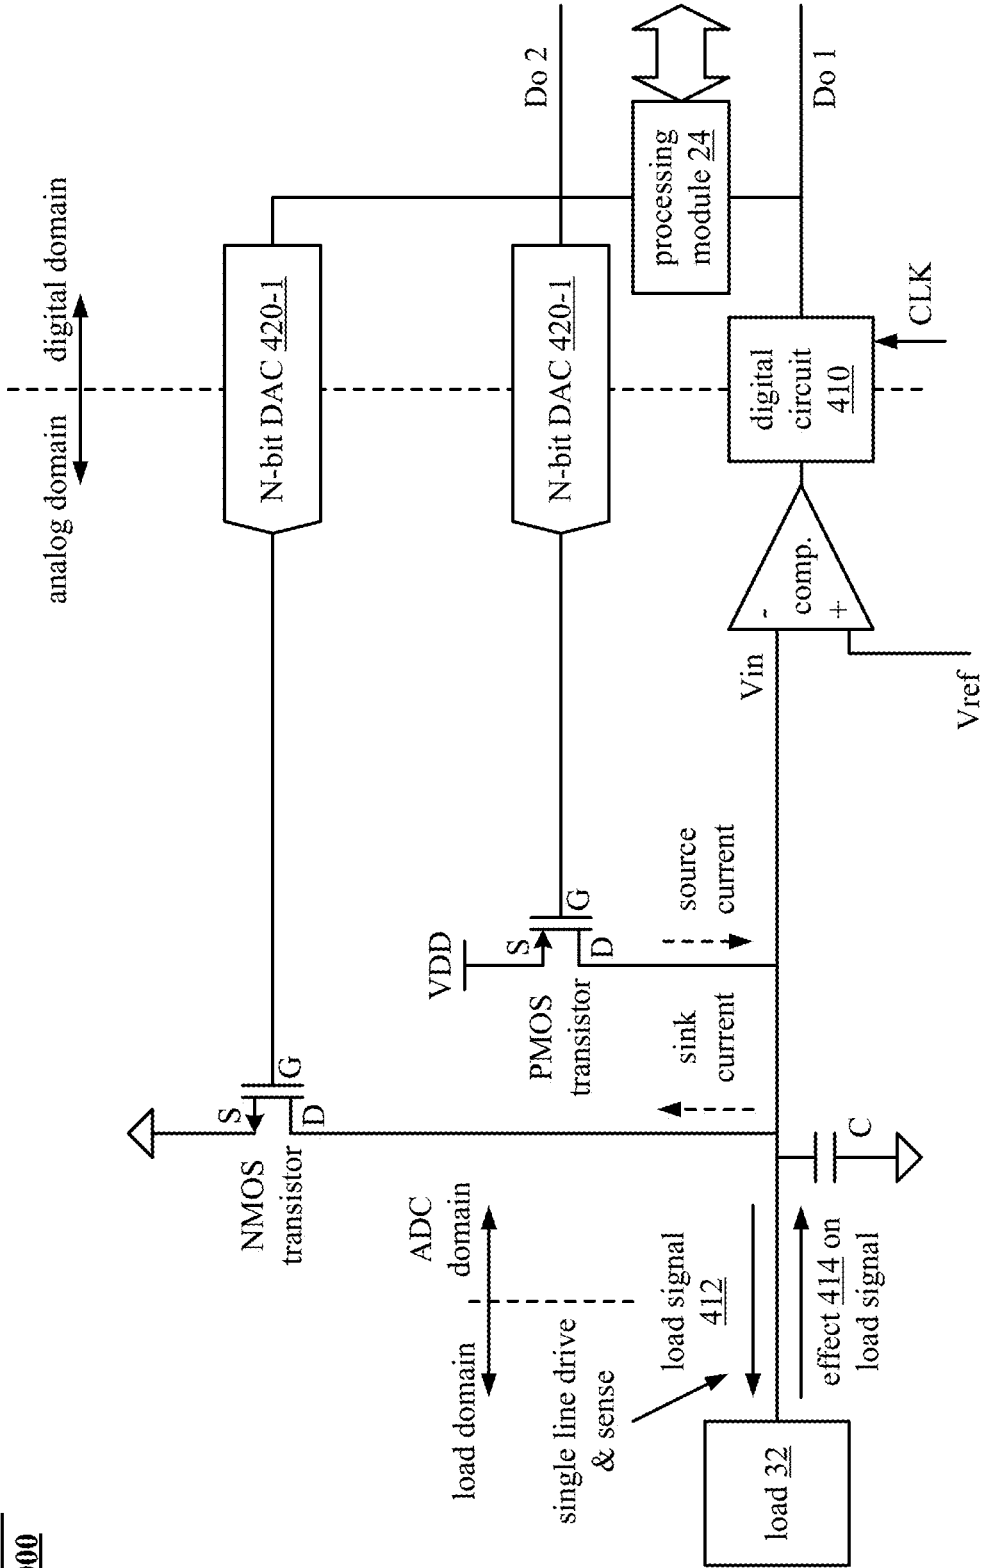 analog domain
digital domain
N-bit DAC 420-1
Do 2
N-bit DAC 420-1
processing
module 24
Do 1
digital
circuit
410
CLK
comp.
-
+
Vin
Vref
G
S
D
NMOS
transistor
VDD
G
S
D
PMOS
transistor
source
current
sink
current
C
ADC
domain
load domain
single line drive
& sense
load signal
412
effect 414 on
load signal
load 32